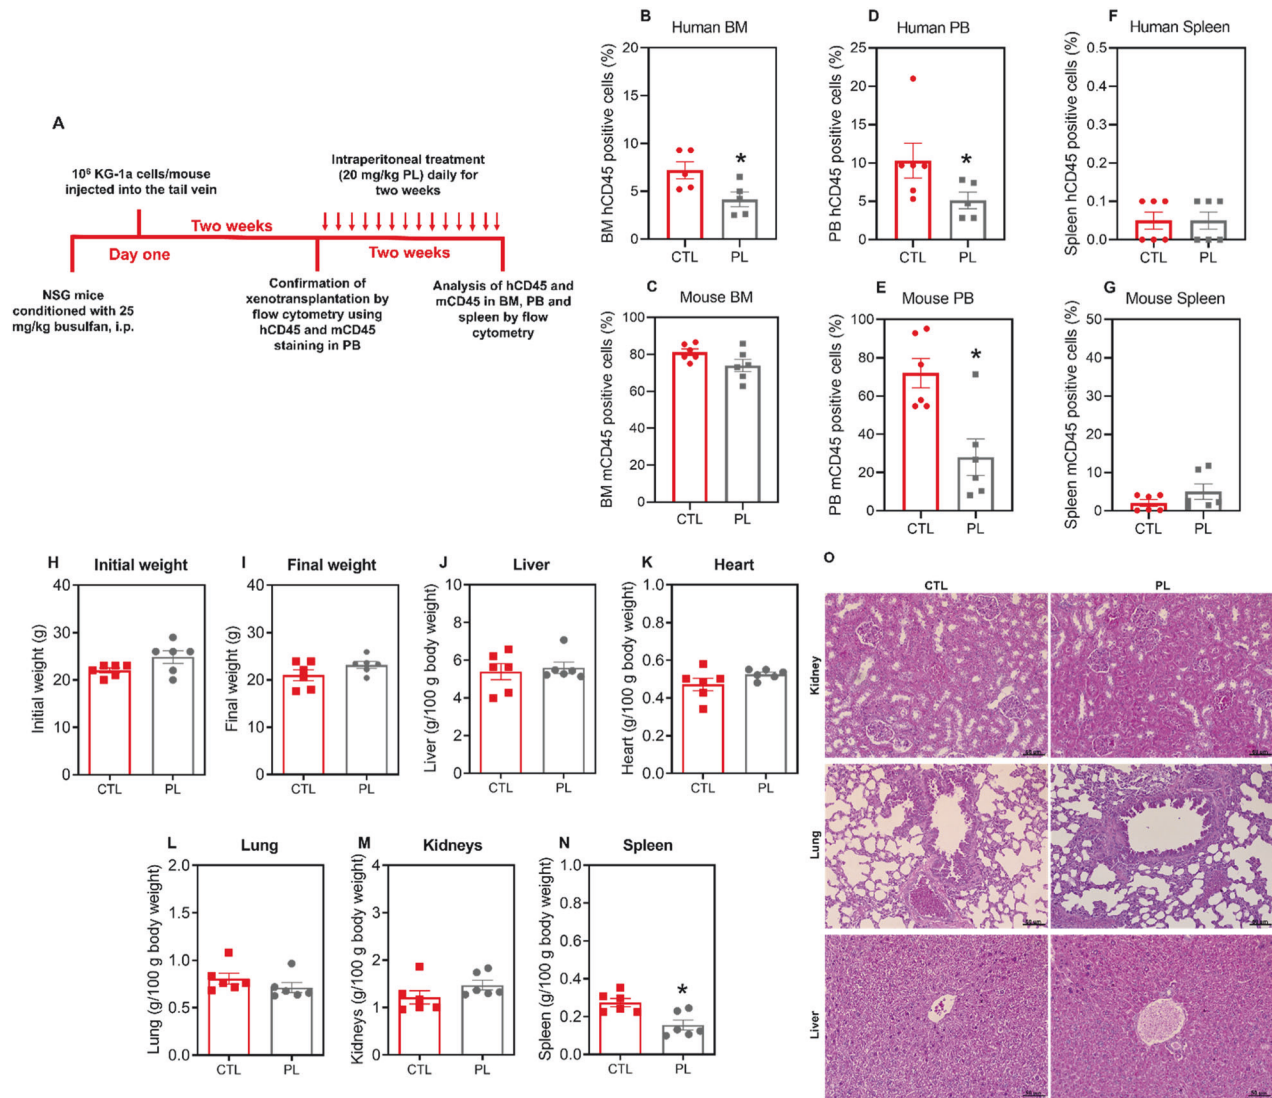 A
10⁶ KG-1a cells/mouse
injected into the tail vein
Intraperitoneal treatment
(20 mg/kg PL) daily for
two weeks
Two weeks
Day one
Two weeks
NSG mice
conditioned with 25
mg/kg busulfan, i.p.
Confirmation of
xenotransplantation by
flow cytometry using
hCD45 and mCD45
staining in PB
Analysis of hCD45 and
mCD45 in BM, PB and
spleen by flow
cytometry
B
Human BM
BM hCD45 positive cells (%)
20
15
10
5
0
*
CTL
PL
D
Human PB
PB hCD45 positive cells (%)
25
20
15
10
5
0
*
CTL
PL
F
Human Spleen
Spleen hCD45 positive cells (%)
0.5
0.4
0.3
0.2
0.1
0.0
CTL
PL
C
Mouse BM
BM mCD45 positive cells (%)
100
80
60
40
20
0
CTL
PL
E
Mouse PB
PB mCD45 positive cells (%)
100
80
60
40
20
0
*
CTL
PL
G
Mouse Spleen
Spleen mCD45 positive cells (%)
50
40
30
20
10
0
CTL
PL
H
Initial weight
Initial weight (g)
40
30
20
10
0
CTL
PL
I
Final weight
Final weight (g)
40
30
20
10
0
CTL
PL
J
Liver
Liver (g/100 g body weight)
10
8
6
4
2
0
CTL
PL
K
Heart
Heart (g/100 g body weight)
1.0
0.8
0.6
0.4
0.2
0.0
CTL
PL
L
Lung
Lung (g/100 g body weight)
2.0
1.5
1.0
0.5
0.0
CTL
PL
M
Kidneys
Kidneys (g/100 g body weight)
4
3
2
1
0
CTL
PL
N
Spleen
Spleen (g/100 g body weight)
1.0
0.8
0.6
0.4
0.2
0.0
*
CTL
PL
O
CTL
PL
Kidney
Lung
Liver